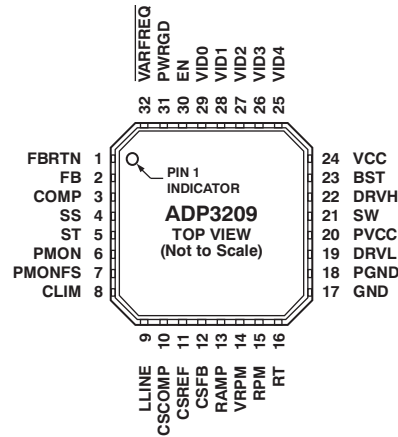 VARFREQ
PWRGD
EN
VID0
VID1
VID2
VID3
VID4
32 31 30 29 28 27 26 25
FBRTN 1
FB 2
COMP 3
SS 4
ST 5
PMON 6
PMONFS 7
CLIM 8
PIN 1
INDICATOR
ADP3209
TOP VIEW
(Not to Scale)
24 VCC
23 BST
22 DRVH
21 SW
20 PVCC
19 DRVL
18 PGND
17 GND
9 10 11 12 13 14 15 16
LLINE
CSCOMP
CSREF
CSFB
RAMP
VRPM
RPM
RT